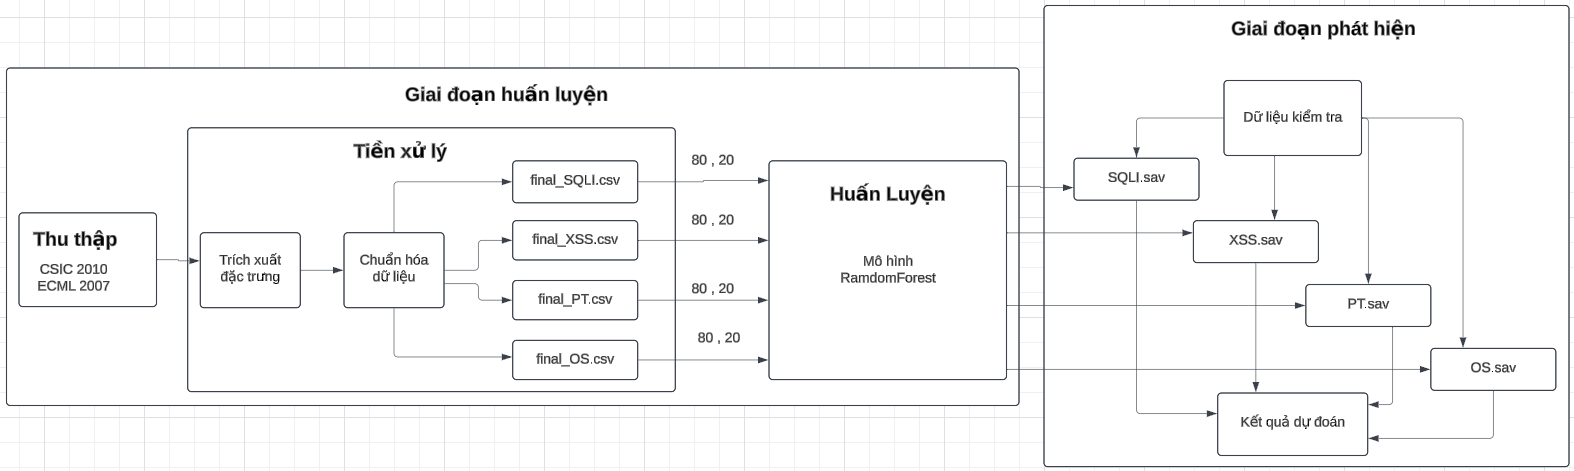 Giai đoạn huấn luyện
Thu thập
CSIC 2010
ECML 2007
Tiền xử lý
Trích xuất
đặc trưng
Chuẩn hóa
dữ liệu
final_SQLI.csv
final_XSS.csv
final_PT.csv
final_OS.csv
80 , 20
80 , 20
80 , 20
80 , 20
Huấn Luyện
Mô hình
RamdomForest
Giai đoạn phát hiện
Dữ liệu kiểm tra
SQLI.sav
XSS.sav
PT.sav
OS.sav
Kết quả dự đoán